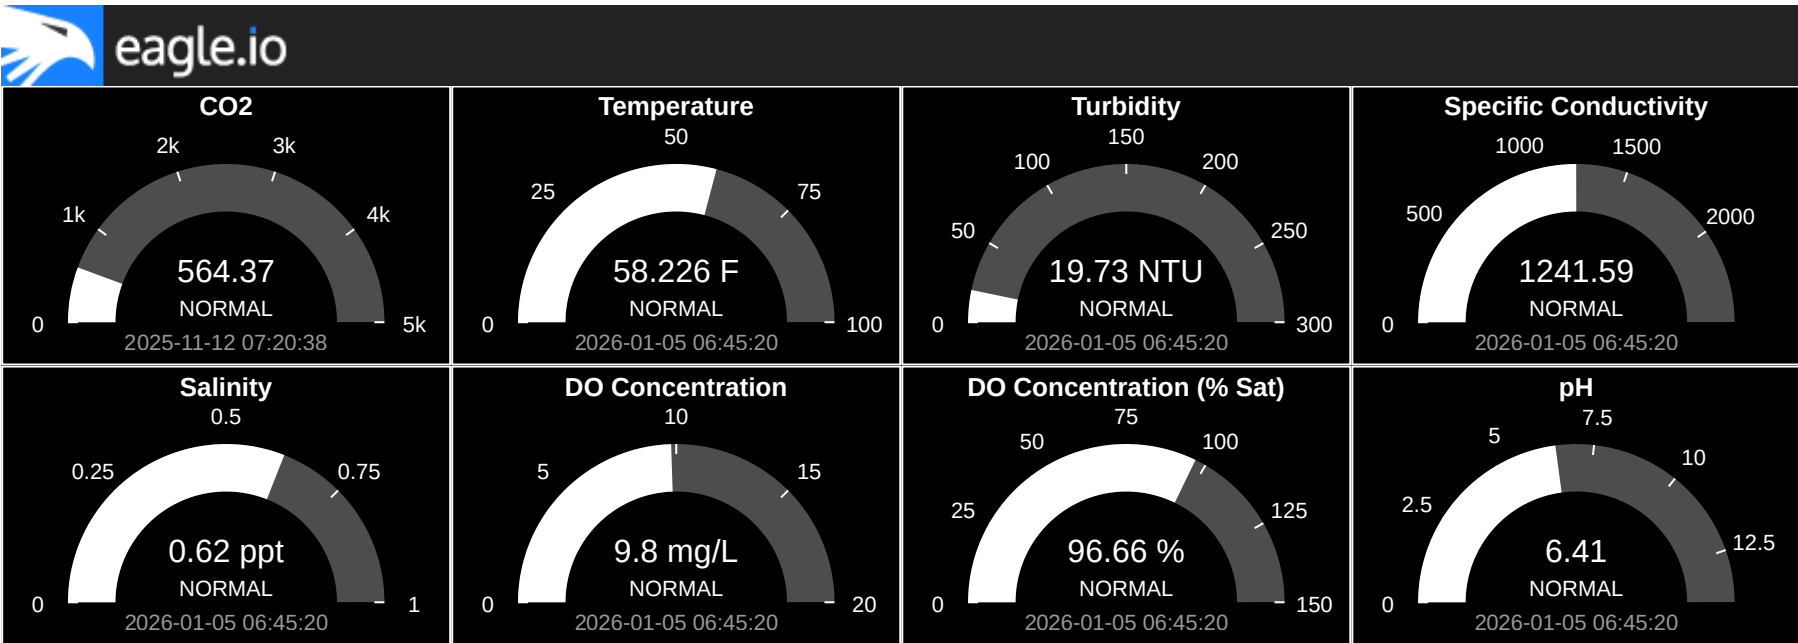 eagle.io
CO2
0
1k
2k
3k
4k
5k
564.37
NORMAL
2025-11-12 07:20:38
Temperature
0
25
50
75
100
58.226 F
NORMAL
2026-01-05 06:45:20
Turbidity
0
50
100
150
200
250
300
19.73 NTU
NORMAL
2026-01-05 06:45:20
Specific Conductivity
0
500
1000
1500
2000
1241.59
NORMAL
2026-01-05 06:45:20
Salinity
0
0.25
0.5
0.75
1
0.62 ppt
NORMAL
2026-01-05 06:45:20
DO Concentration
0
5
10
15
20
9.8 mg/L
NORMAL
2026-01-05 06:45:20
DO Concentration (% Sat)
0
25
50
75
100
125
150
96.66 %
NORMAL
2026-01-05 06:45:20
pH
0
2.5
5
7.5
10
12.5
6.41
NORMAL
2026-01-05 06:45:20